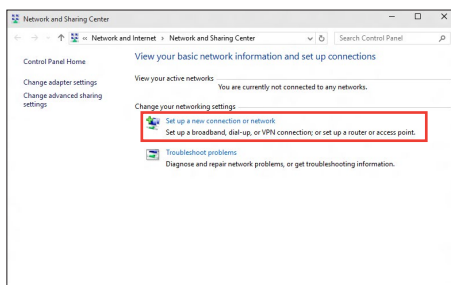 Network and Sharing Center
« Network and Internet › Network and Sharing Center
Search Control Panel
Control Panel Home
Change adapter settings
Change advanced sharing
settings
View your basic network information and set up connections
View your active networks
You are currently not connected to any networks.
Change your networking settings
Set up a new connection or network
Set up a broadband, dial-up, or VPN connection; or set up a router or access point.
Troubleshoot problems
Diagnose and repair network problems, or get troubleshooting information.